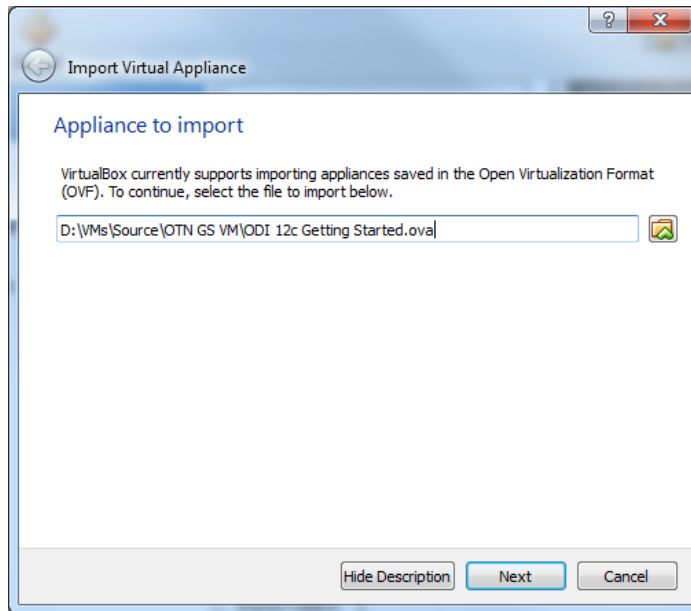 ?
Import Virtual Appliance
Appliance to import
VirtualBox currently supports importing appliances saved in the Open Virtualization Format
(OVF). To continue, select the file to import below.
D:\VMs\Source\OTN GS VM\ODI 12c Getting Started.ova
Hide Description Next Cancel